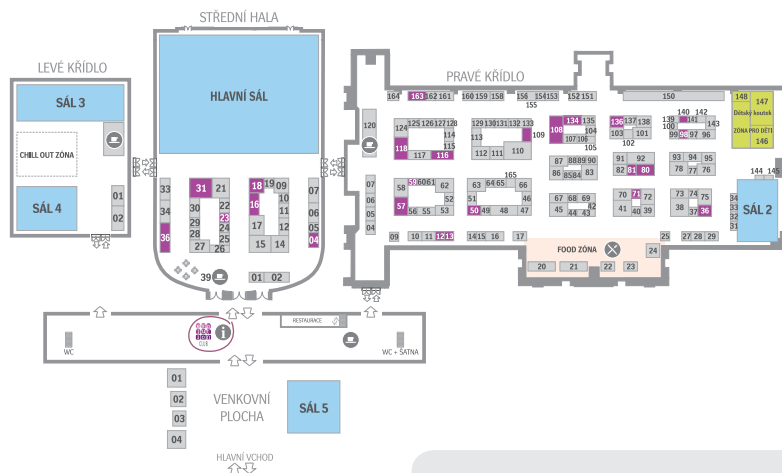 STŘEDNÍ HALA
LEVÉ KŘÍDLO
PRAVÉ KŘÍDLO
SÁL 3
CHILL OUT ZÓNA
SÁL 4
01
02
HLAVNÍ SÁL
33
34
36
31 21
30
29
28
27
22
23
24
25
26
18 19 09
16
17
10
11
12
15 14
07
06
05
04
39
01 02
164 163 162 161 160 159 158 156 154 153 152 151
155
150
120
124 125 126 127 128
114
115
118 117 116
129 130 131 132 133
113
109
112 111 110
108 134 135
104
107 106
105
136 137 138
103 101
102
139 140 142
141
100
143
99 98 97 96
148 147
Dětský koutek
ZÓNA PRO DĚTI
146
07
06
05
04
58 59 60 61 62
57 56 55 53
52
63 64 65 66
165
51
46
50 49 48 47
87 88 89 90
86 85 84 83
67 68 69
45 44 43
42
91 92
82 81 80
70 71 72
41 40 39
93 94 95
78 77 76
73 74 75
38 37 36
144 145
SÁL 2
34
33
32
31
09 10 11 12 13 14 15 16 17
FOOD ZÓNA
24
20 21 22 23
25 27 28 29
WC
CLUB
RESTAURACE
WC + ŠATNA
01
02
03
04
VENKOVNÍ
PLOCHA
SÁL 5
HLAVNÍ VCHOD